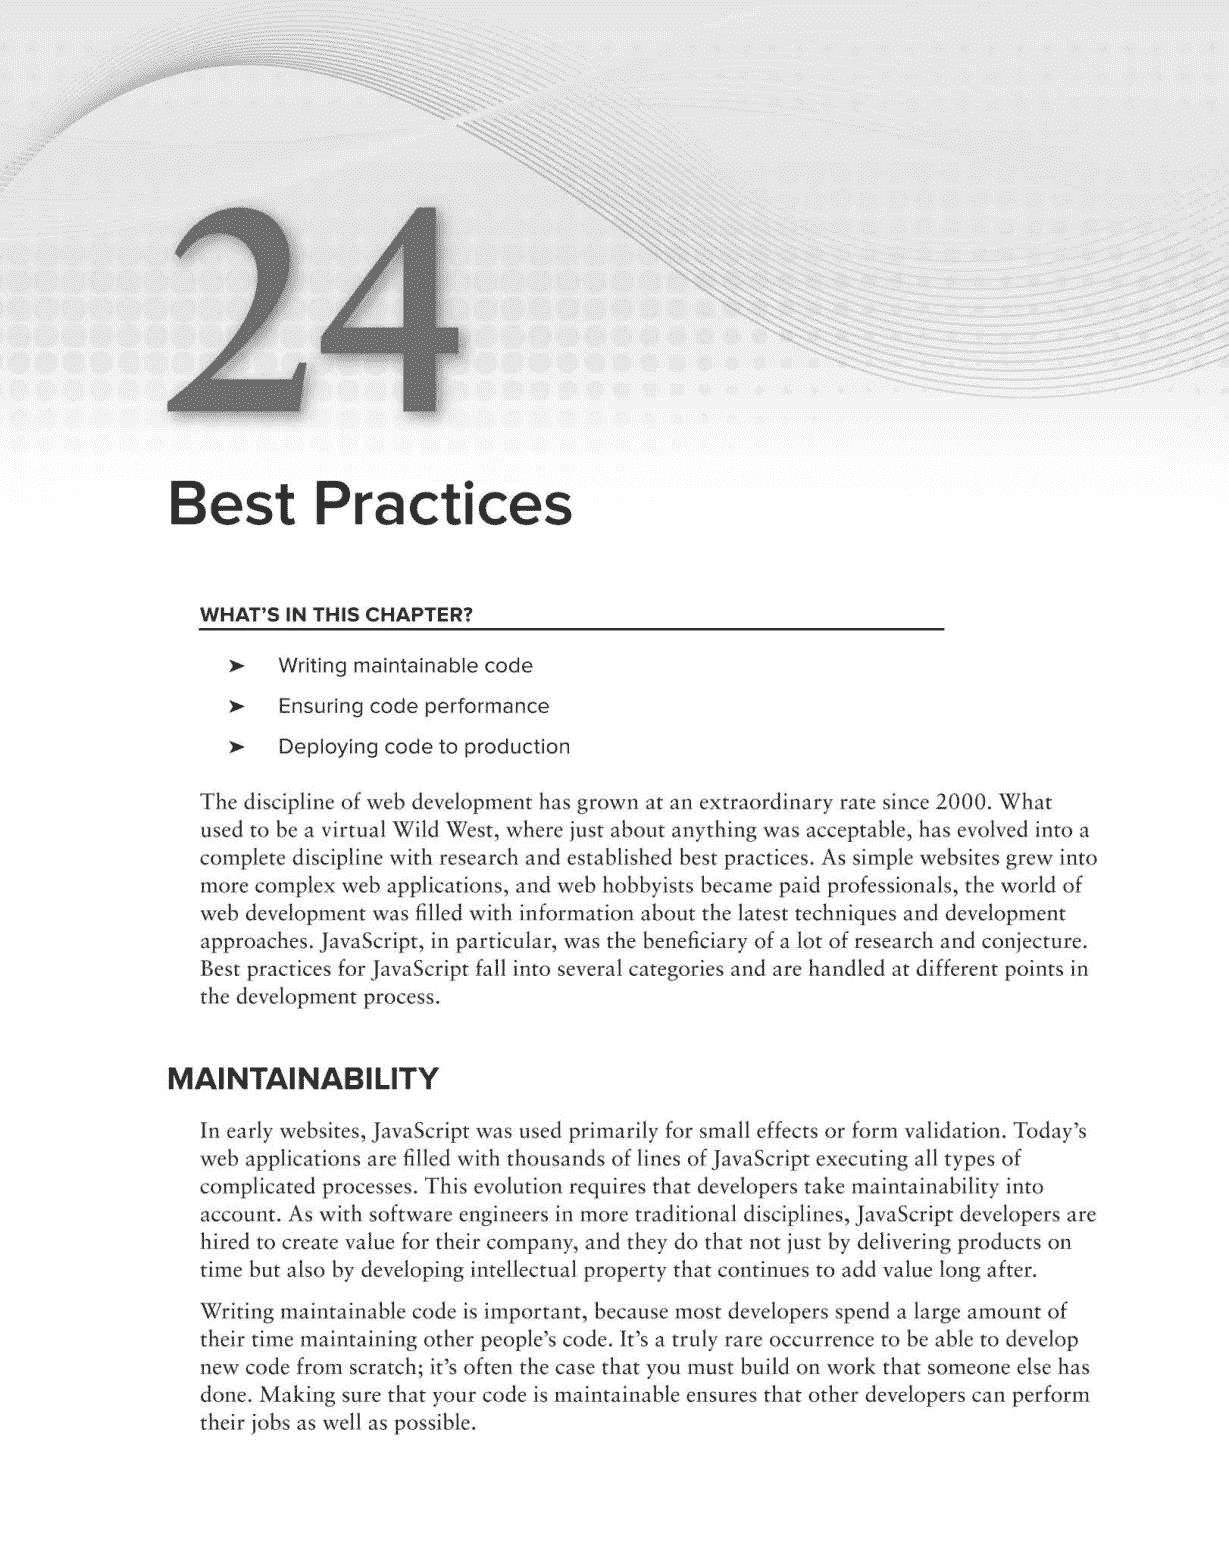 24
Best Practices
WHAT'S IN THIS CHAPTER?
➤ Writing maintainable code
➤ Ensuring code performance
➤ Deploying code to production
The discipline of web development has grown at an extraordinary rate since 2000. What
used to be a virtual Wild West, where just about anything was acceptable, has evolved into a
complete discipline with research and established best practices. As simple websites grew into
more complex web applications, and web hobbyists became paid professionals, the world of
web development was filled with information about the latest techniques and development
approaches. JavaScript, in particular, was the beneficiary of a lot of research and conjecture.
Best practices for JavaScript fall into several categories and are handled at different points in
the development process.
MAINTAINABILITY
In early websites, JavaScript was used primarily for small effects or form validation. Today's
web applications are filled with thousands of lines of JavaScript executing all types of
complicated processes. This evolution requires that developers take maintainability into
account. As with software engineers in more traditional disciplines, JavaScript developers are
hired to create value for their company, and they do that not just by delivering products on
time but also by developing intellectual property that continues to add value long after.
Writing maintainable code is important, because most developers spend a large amount of
their time maintaining other people's code. It's a truly rare occurrence to be able to develop
new code from scratch; it's often the case that you must build on work that someone else has
done. Making sure that your code is maintainable ensures that other developers can perform
their jobs as well as possible.